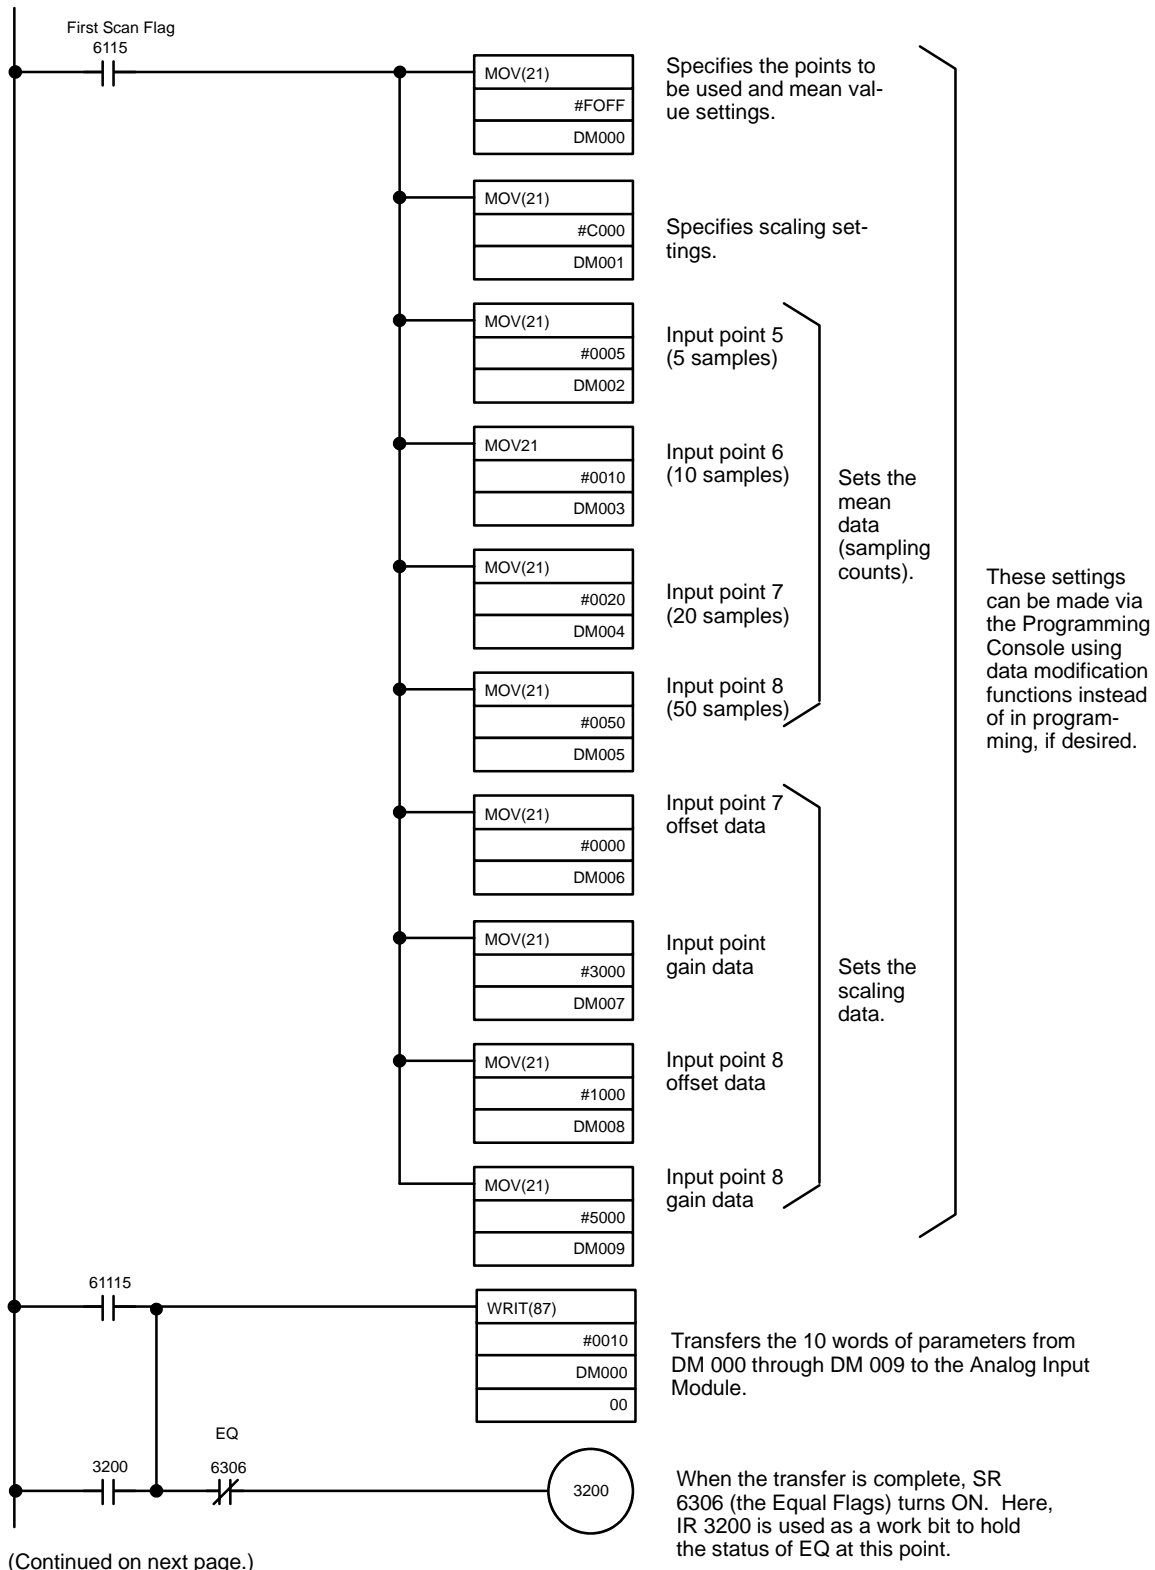 First Scan Flag
6115
MOV(21)
#FOFF
DM000
Specifies the points to
be used and mean val-
ue settings.
MOV(21)
#C000
DM001
Specifies scaling set-
tings.
MOV(21)
#0005
DM002
Input point 5
(5 samples)
MOV21
#0010
DM003
Input point 6
(10 samples)
MOV(21)
#0020
DM004
Input point 7
(20 samples)
MOV(21)
#0050
DM005
Input point 8
(50 samples)
Sets the
mean
data
(sampling
counts).
MOV(21)
#0000
DM006
Input point 7
offset data
MOV(21)
#3000
DM007
Input point
gain data
MOV(21)
#1000
DM008
Input point 8
offset data
MOV(21)
#5000
DM009
Input point 8
gain data
Sets the
scaling
data.
These settings
can be made via
the Programming
Console using
data modification
functions instead
of in program-
ming, if desired.
61115
WRIT(87)
#0010
DM000
00
Transfers the 10 words of parameters from
DM 000 through DM 009 to the Analog Input
Module.
3200
EQ
6306
3200
When the transfer is complete, SR
6306 (the Equal Flags) turns ON. Here,
IR 3200 is used as a work bit to hold
the status of EQ at this point.
(Continued on next page.)